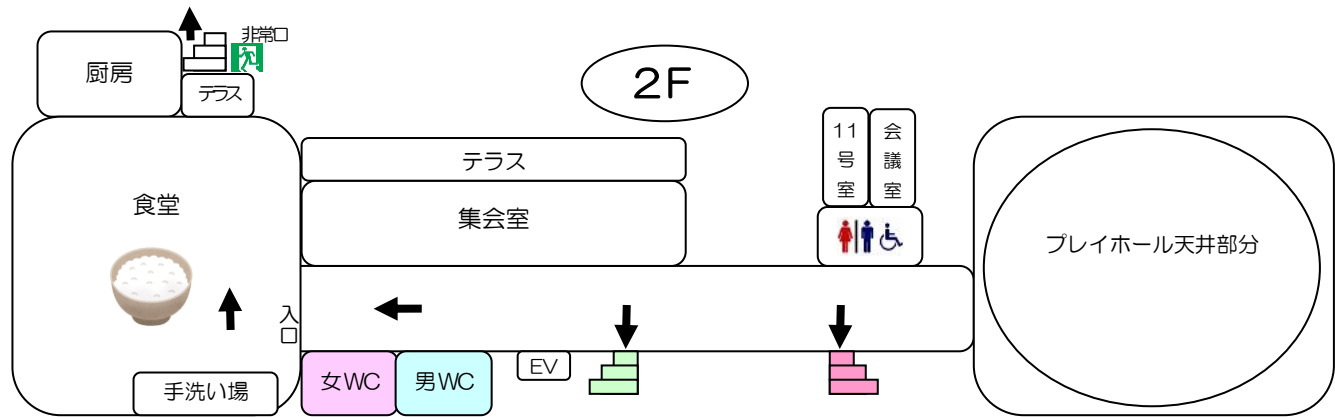 非常口
厨房
テラス
2F
テラス
11号室
会議室
食堂
集会室
プレイホール天井部分
入口
女WC
男WC
EV
手洗い場